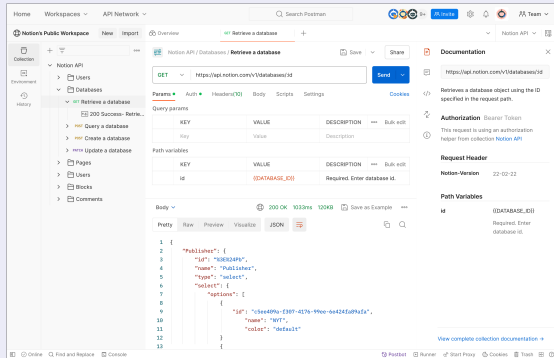 Home Workspaces API Network Search Postman 9+ Invite Team
Notion's Public Workspace New Import Overview GET Retrieve a database Notion API
Collection
Environment
History
Notion API
Users
Databases
GET Retrieve a database
200 Success- Retrie...
MST Query a database
MST Create a database
PATCH Update a database
Pages
Users
Blocks
Comments
Notion API / Databases / Retrieve a database Save Share
GET https://api.notion.com/v1/databases/:id Send
Params Auth Headers(10) Body Scripts Settings Cookies
Query params
KEY VALUE DESCRIPTION Bulk edit
Key Value Description
Path variables
KEY VALUE DESCRIPTION Bulk edit
id {{DATABASE_ID}} Required. Enter database id.
Body 200 OK 1033ms 120KB Save as Example
Pretty Raw Preview Visualize JSON
1 {
2 "Publisher": {
3 "id": "%3E%24Pb",
4 "name": "Publisher",
5 "type": "select",
6 "select": {
7 "options": [
8 {
9 "id": "c5ee409a-f307-4176-99ee-6e424fa89afa",
10 "name": "NYT",
11 "color": "default"
12 }
13 {
Documentation
https://api.notion.com/v1/databases/:id
Retrieves a database object using the ID
specified in the request path.
Authorization Bearer Token
This request is using an authorization
helper from collection Notion API
Request Header
Notion-Version 22-02-22
Path Variables
id {{DATABASE_ID}}
Required. Enter
database id.
View complete collection documentation →
Online Find and Replace Console Postbot Runner Start Proxy Cookies Trash